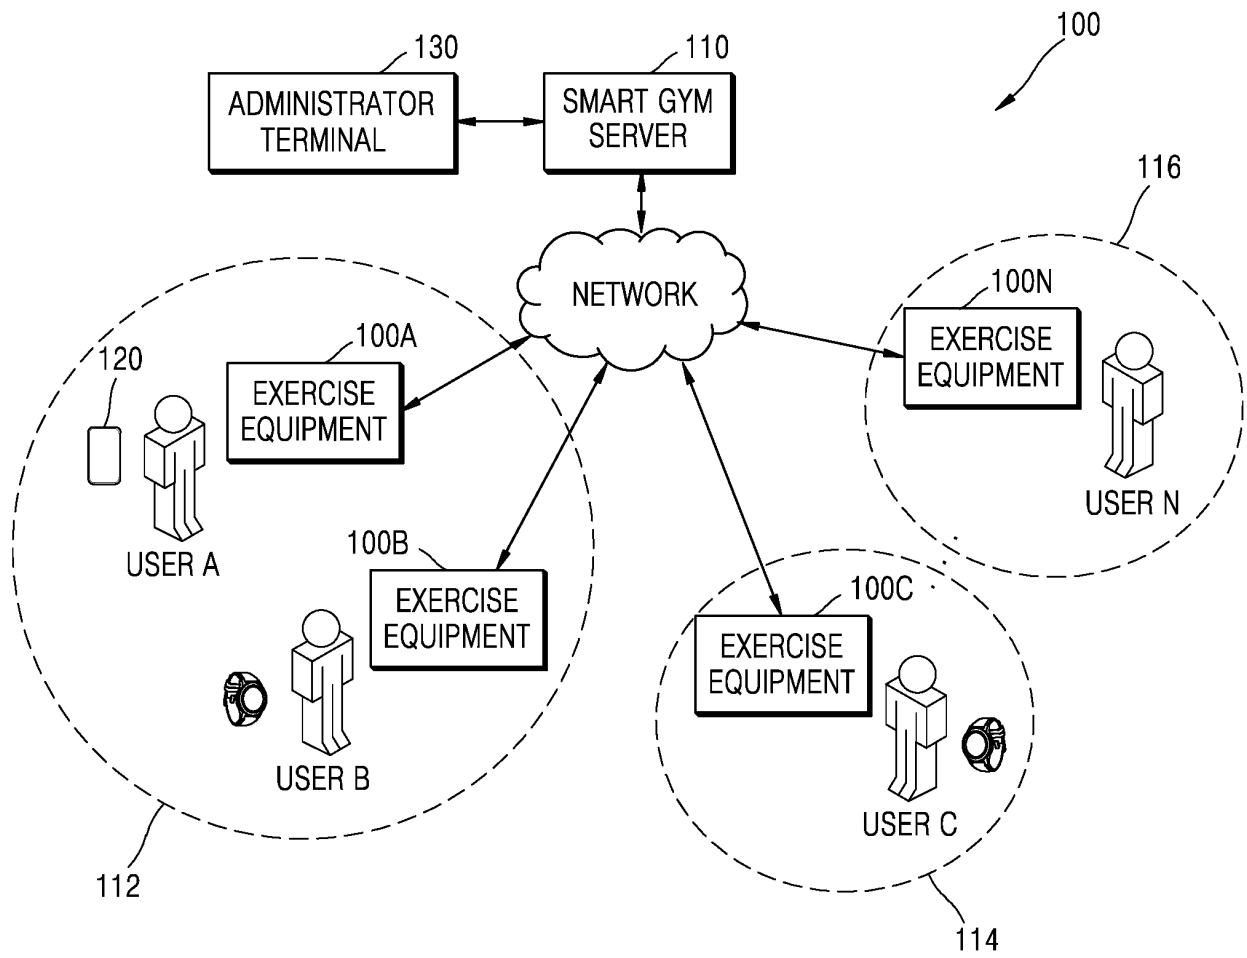 100
130
110
ADMINISTRATOR
TERMINAL
SMART GYM
SERVER
116
NETWORK
100N
EXERCISE
EQUIPMENT
USER N
120
100A
EXERCISE
EQUIPMENT
USER A
100B
EXERCISE
EQUIPMENT
USER B
100C
EXERCISE
EQUIPMENT
USER C
112
114